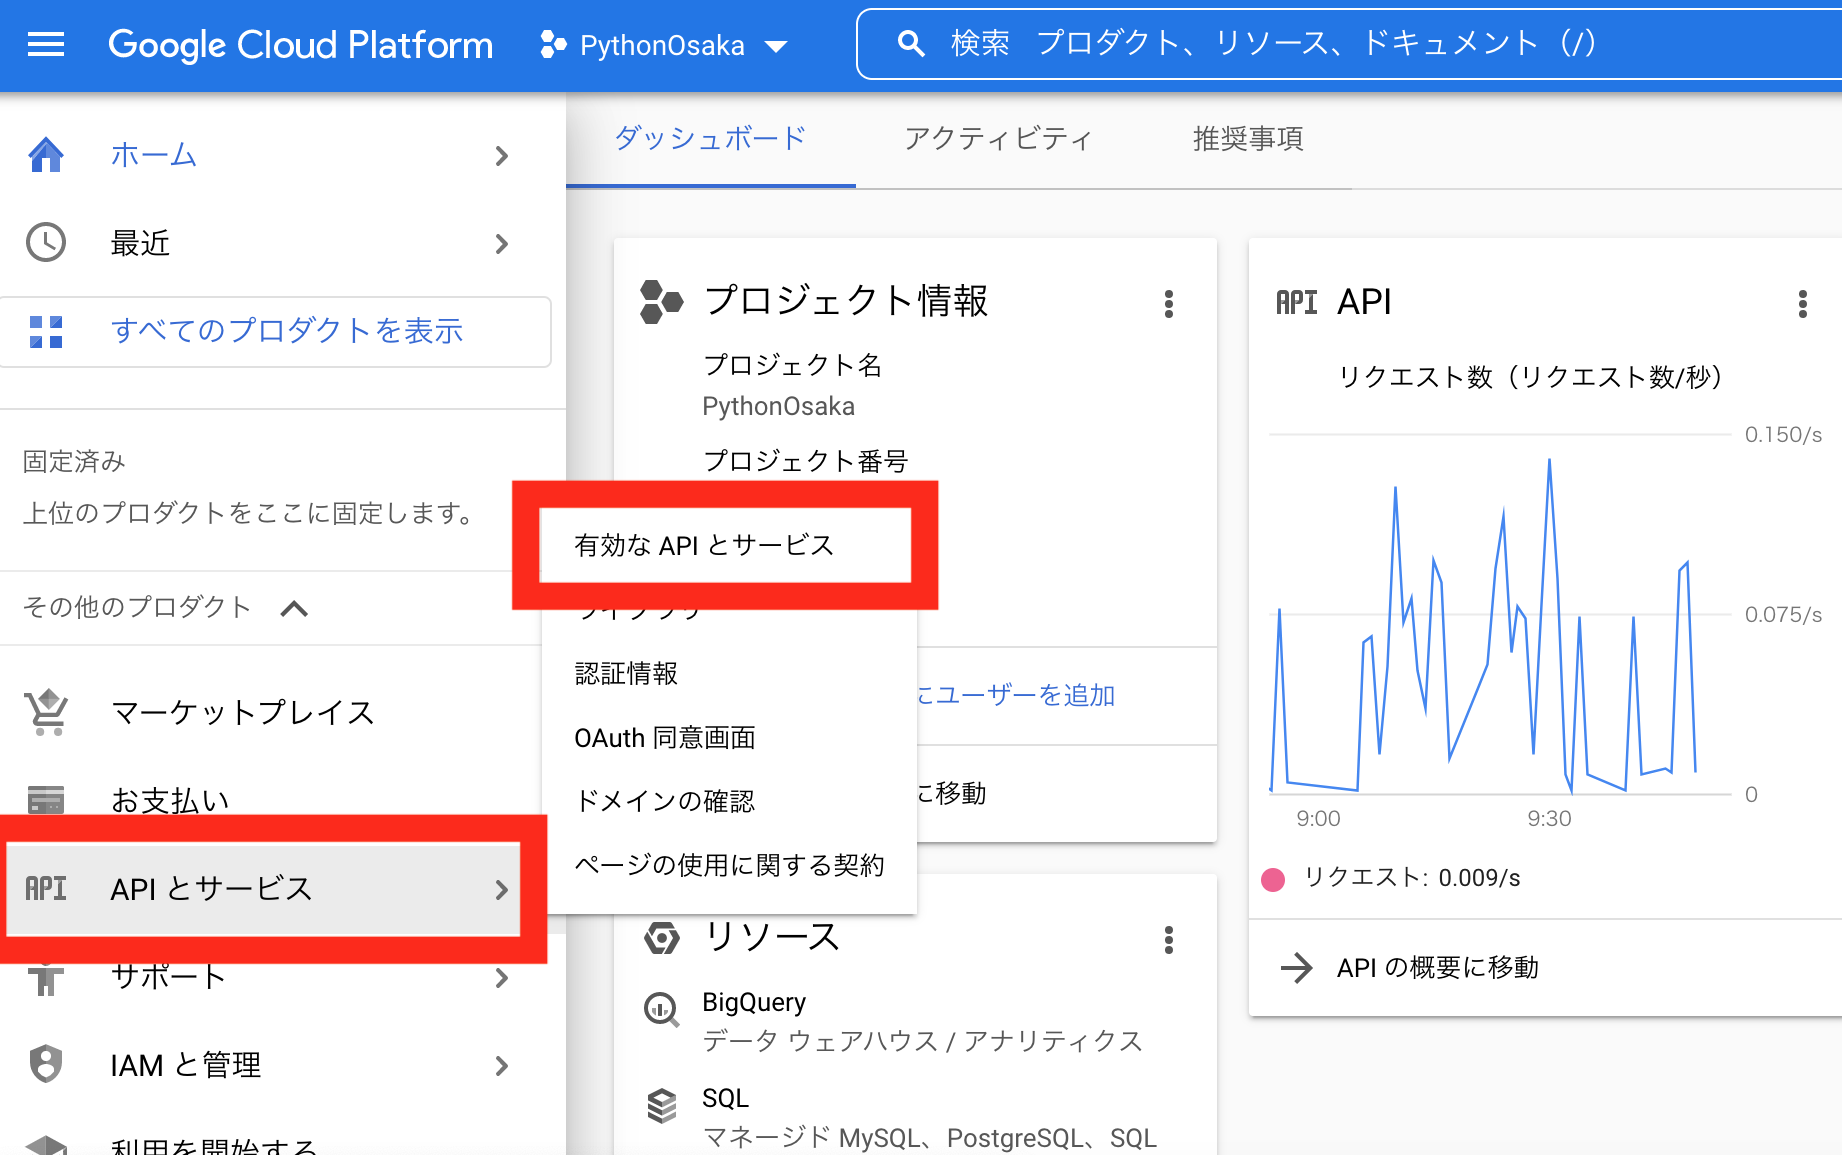 Google Cloud Platform
PythonOsaka
検索 プロダクト、リソース、ドキュメント (/)
ホーム
最近
すべてのプロダクトを表示
固定済み
上位のプロダクトをここに固定します。
その他のプロダクト
マーケットプレイス
お支払い
API API とサービス
サポート
IAM と管理
利用を開始する
有効な API とサービス
ライブラリ
認証情報
OAuth 同意画面
ドメインの確認
ページの使用に関する契約
ダッシュボード
アクティビティ
推奨事項
プロジェクト情報
プロジェクト名
PythonOsaka
プロジェクト番号
にユーザーを追加
に移動
リソース
BigQuery
データ ウェアハウス / アナリティクス
SQL
マネージド MySQL、PostgreSQL、SQL
API API
リクエスト数（リクエスト数/秒）
0.150/s
0.075/s
0
9:00
9:30
リクエスト: 0.009/s
API の概要に移動